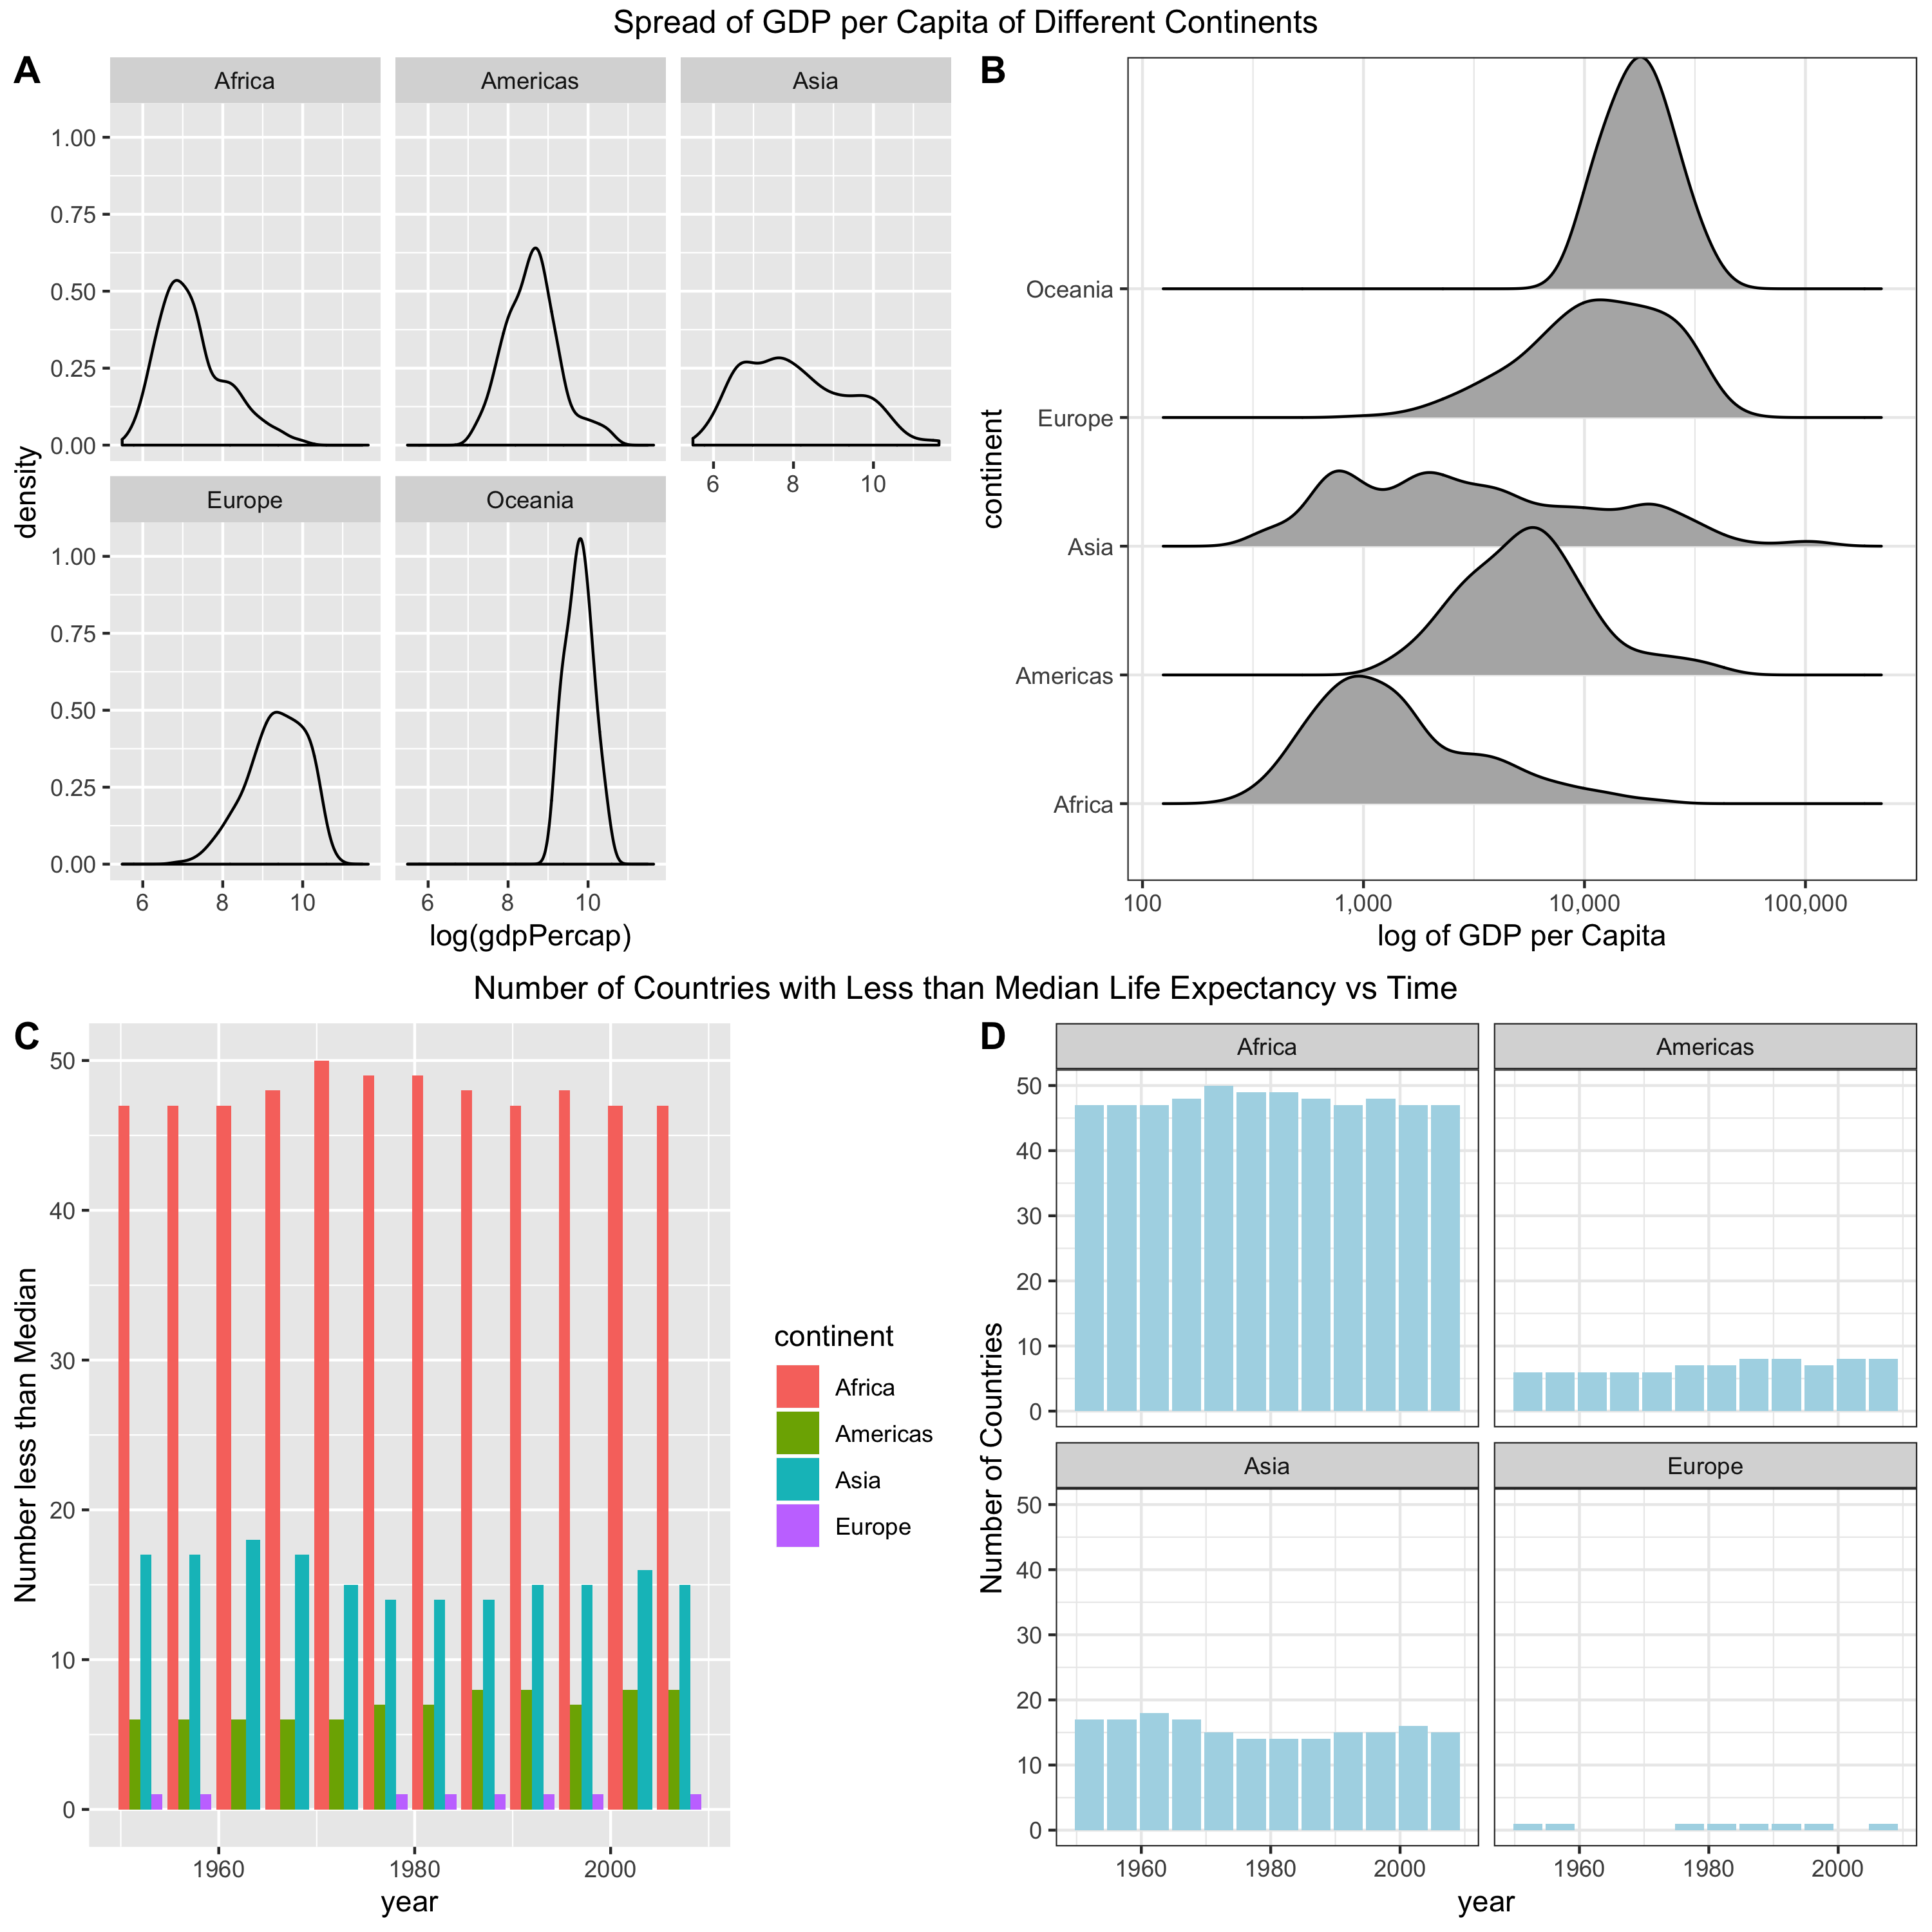 Spread of GDP per Capita of Different Continents
A
Africa
Americas
Asia
1.00
0.75
0.50
0.25
0.00
6 8 10
Europe
Oceania
1.00
0.75
0.50
0.25
0.00
6 8 10
6 8 10
density
log(gdpPercap)
B
Oceania
Europe
Asia
Americas
Africa
continent
100 1,000 10,000 100,000
log of GDP per Capita
Number of Countries with Less than Median Life Expectancy vs Time
C
50
40
30
20
10
0
Number less than Median
1960 1980 2000
year
continent
Africa
Americas
Asia
Europe
D
Africa
Americas
50
40
30
20
10
0
Asia
Europe
50
40
30
20
10
0
Number of Countries
1960 1980 2000
1960 1980 2000
year